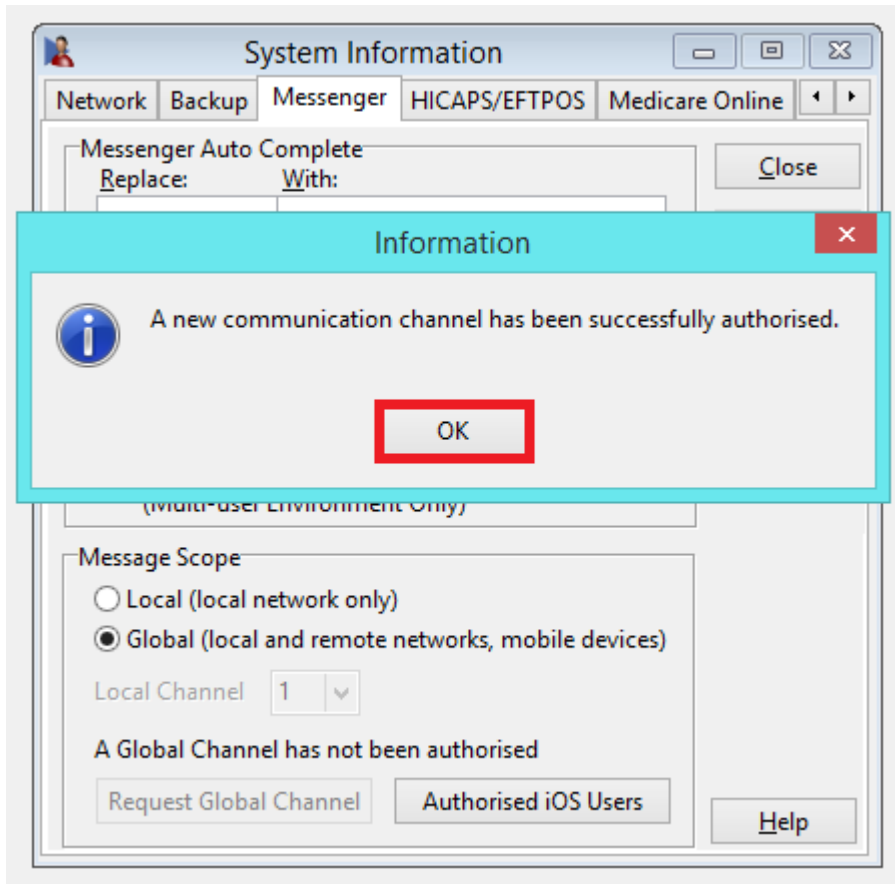 System Information
Network Backup Messenger HICAPS/EFTPOS Medicare Online
Messenger Auto Complete
Replace: With:
Close
Information
A new communication channel has been successfully authorised.
OK
(Multi-user Environment Only)
Message Scope
Local (local network only)
Global (local and remote networks, mobile devices)
Local Channel 1
A Global Channel has not been authorised
Request Global Channel Authorised iOS Users
Help